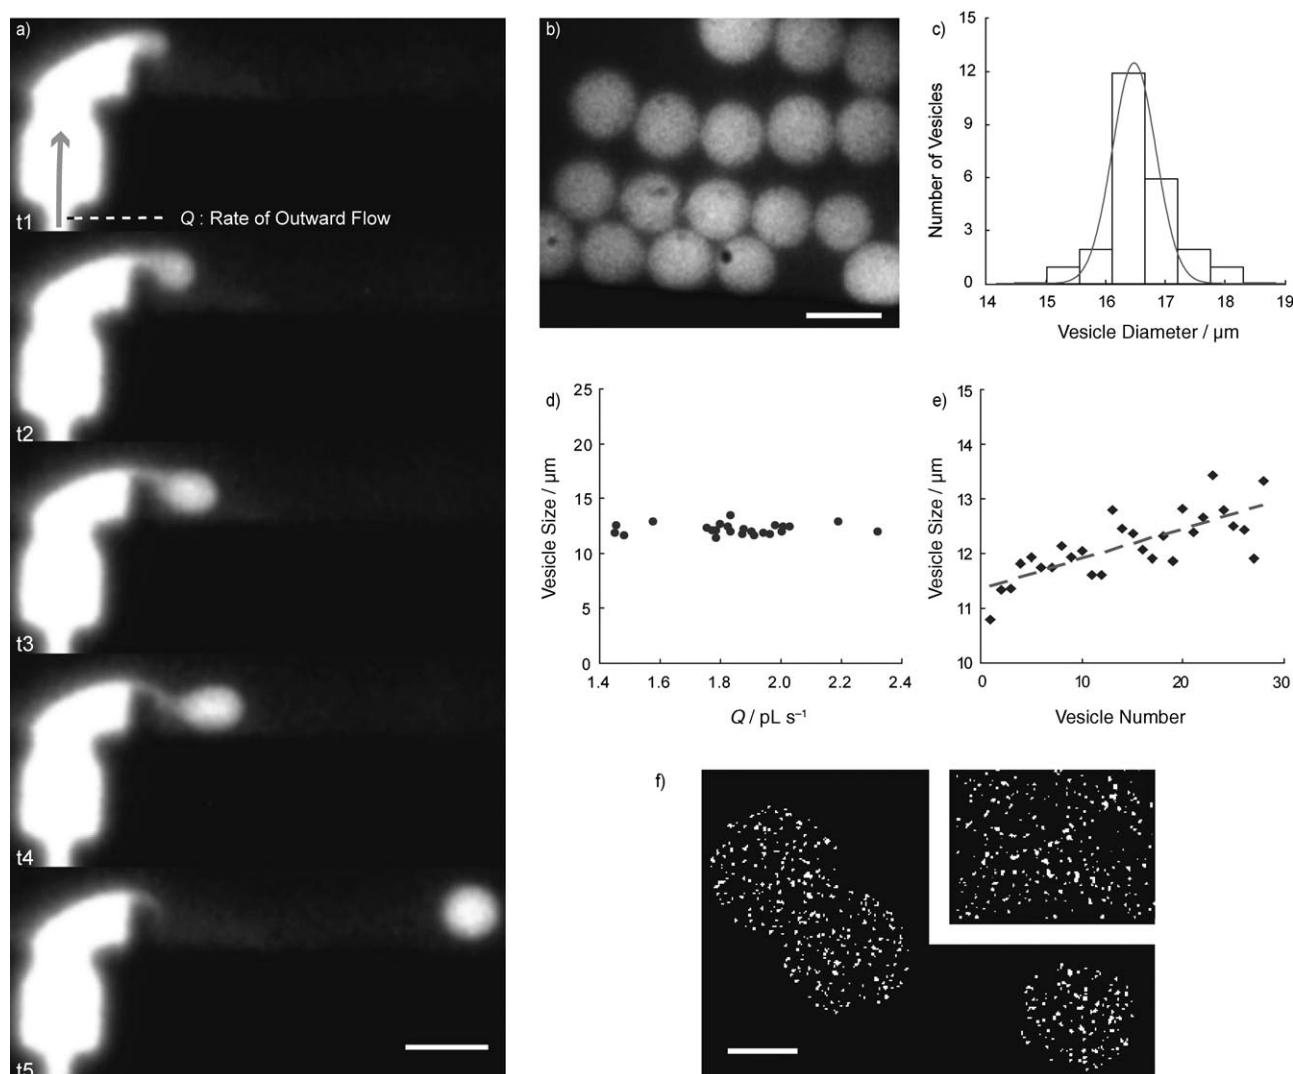 a)
t1
Q : Rate of Outward Flow
t2
t3
t4
t5
b)
c)
Number of Vesicles
15
12
9
6
3
0
14 15 16 17 18 19
Vesicle Diameter / µm
d)
Vesicle Size / µm
25
20
15
10
5
0
1.4 1.6 1.8 2.0 2.2 2.4
Q / pL s⁻¹
e)
Vesicle Size / µm
15
14
13
12
11
10
0 10 20 30
Vesicle Number
f)